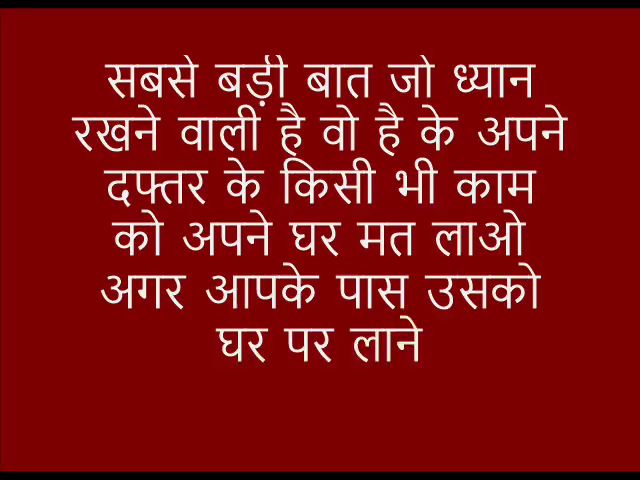 सबसे बड़ी बात जो ध्यान
रखने वाली है वो है के अपने
दफ्तर के किसी भी काम
को अपने घर मत लाओ
अगर आपके पास उसको
घर पर लाने